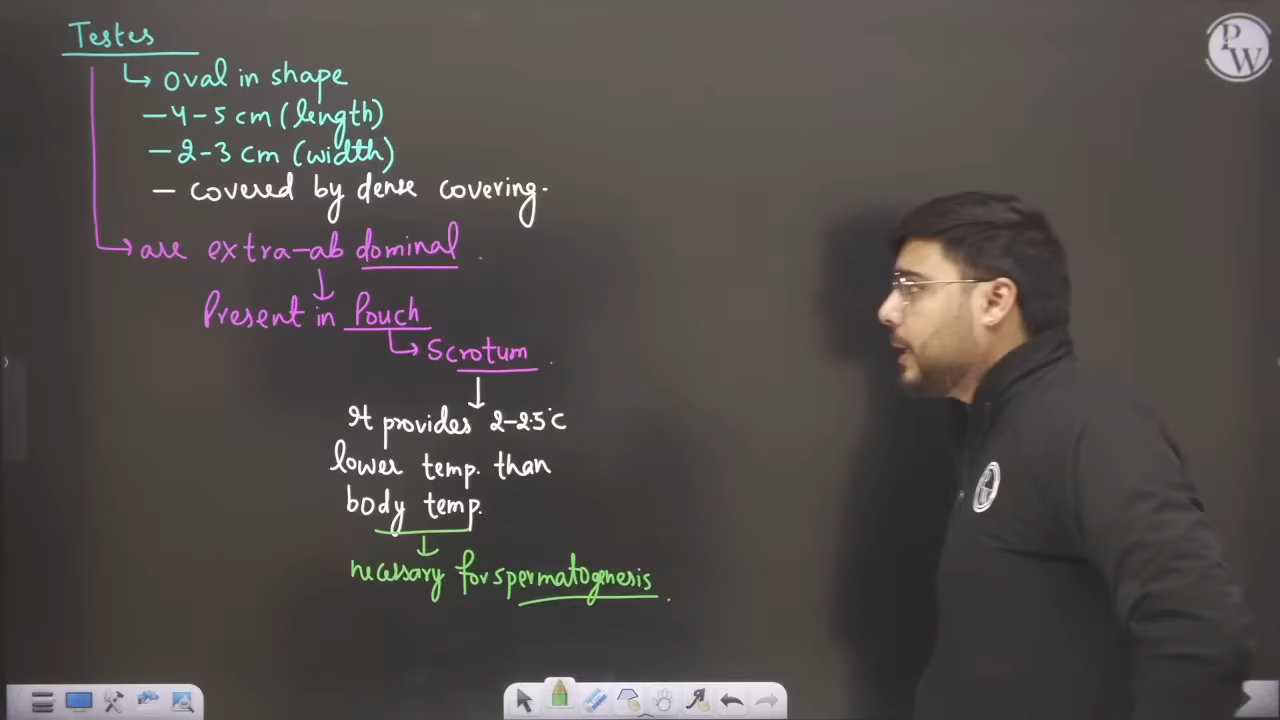 Testes
↳ oval in shape
- 4-5 cm (length)
- 2-3 cm (width)
- covered by dense covering.
→ are extra-abdominal.
↓
Present in Pouch
↳ Scrotum.
↓
It provides 2-2.5°C
lower temp. than
body temp.
↓
necessary for spermatogenesis.
PW